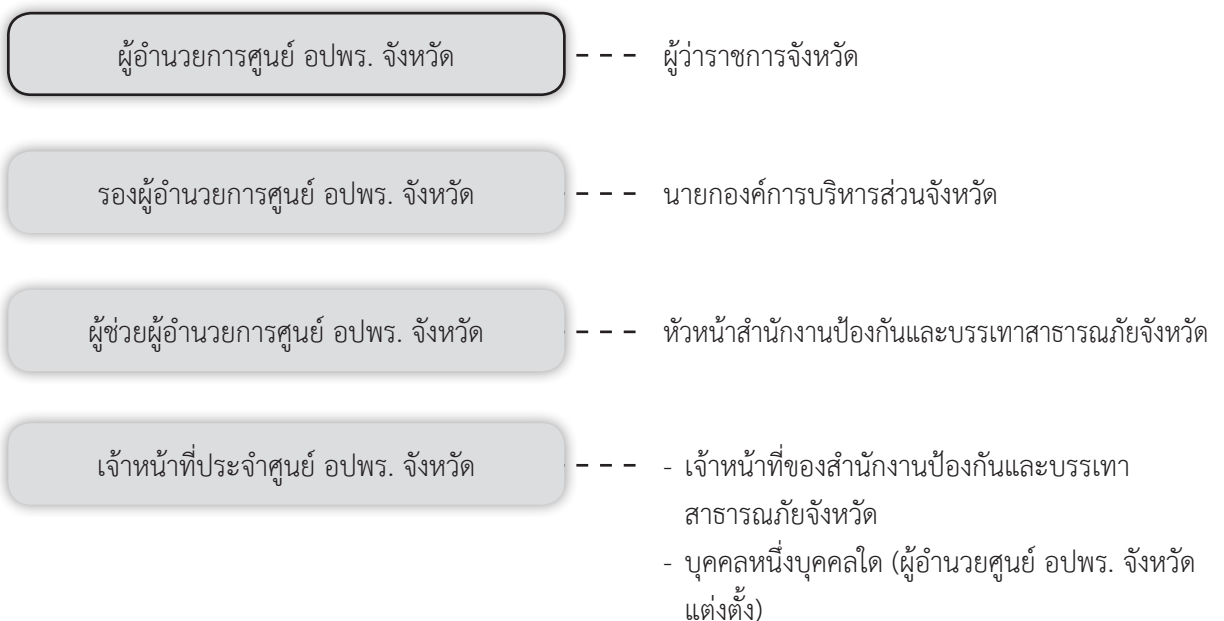 ผู้อำนวยการศูนย์ อปพร. จังหวัด --- ผู้ว่าราชการจังหวัด
รองผู้อำนวยการศูนย์ อปพร. จังหวัด --- นายกองค์การบริหารส่วนจังหวัด
ผู้ช่วยผู้อำนวยการศูนย์ อปพร. จังหวัด --- หัวหน้าสำนักงานป้องกันและบรรเทาสาธารณภัยจังหวัด
เจ้าหน้าที่ประจำศูนย์ อปพร. จังหวัด --- - เจ้าหน้าที่ของสำนักงานป้องกันและบรรเทา
สาธารณภัยจังหวัด
- บุคคลหนึ่งบุคคลใด (ผู้อำนวยศูนย์ อปพร. จังหวัด
แต่งตั้ง)